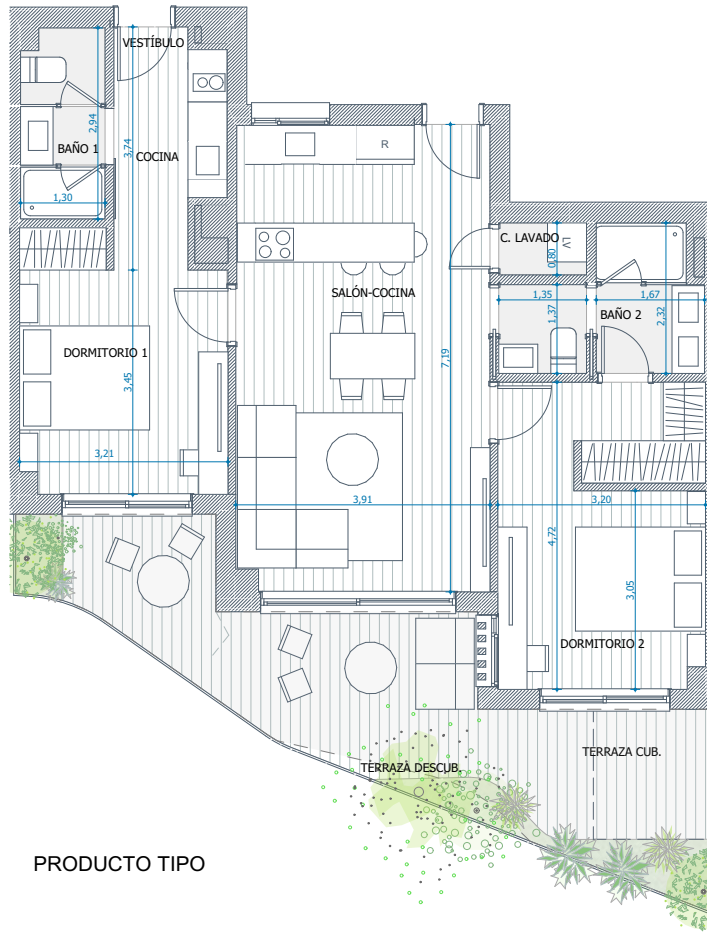 VESTÍBULO
2,94
3,74
BAÑO 1
COCINA
R
1,30
C. LAVADO
LV
0,80
SALÓN-COCINA
1,35
1,67
1,37
BAÑO 2
2,32
DORMITORIO 1
7,19
3,45
3,21
3,91
3,20
4,72
3,05
DORMITORIO 2
TERRAZA DESCUB.
TERRAZA CUB.
PRODUCTO TIPO